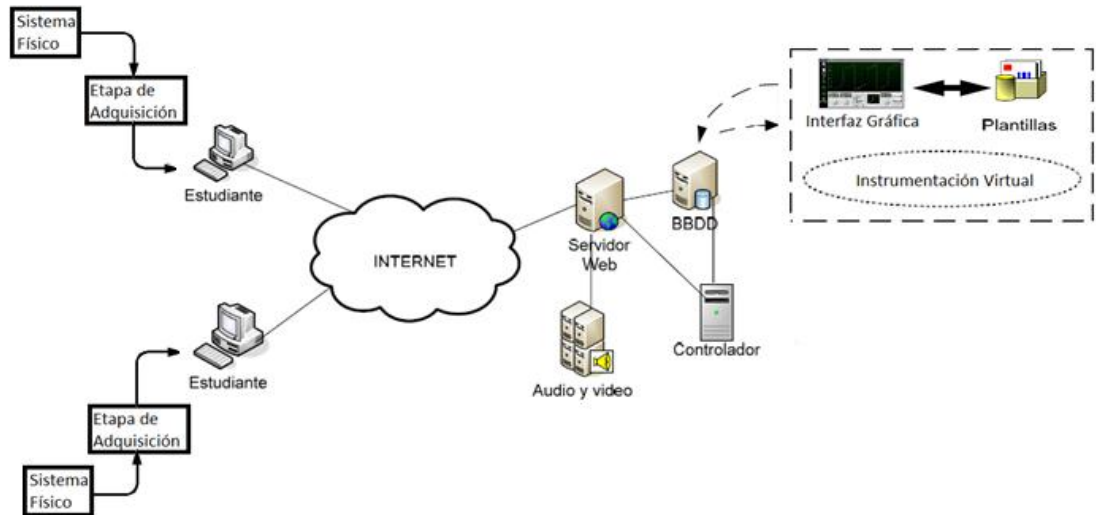 Sistema
Físico
Etapa de
Adquisición
Estudiante
INTERNET
Servidor
Web
BBDD
Interfaz Gráfica
Plantillas
Instrumentación Virtual
Controlador
Audio y video
Estudiante
Etapa de
Adquisición
Sistema
Físico